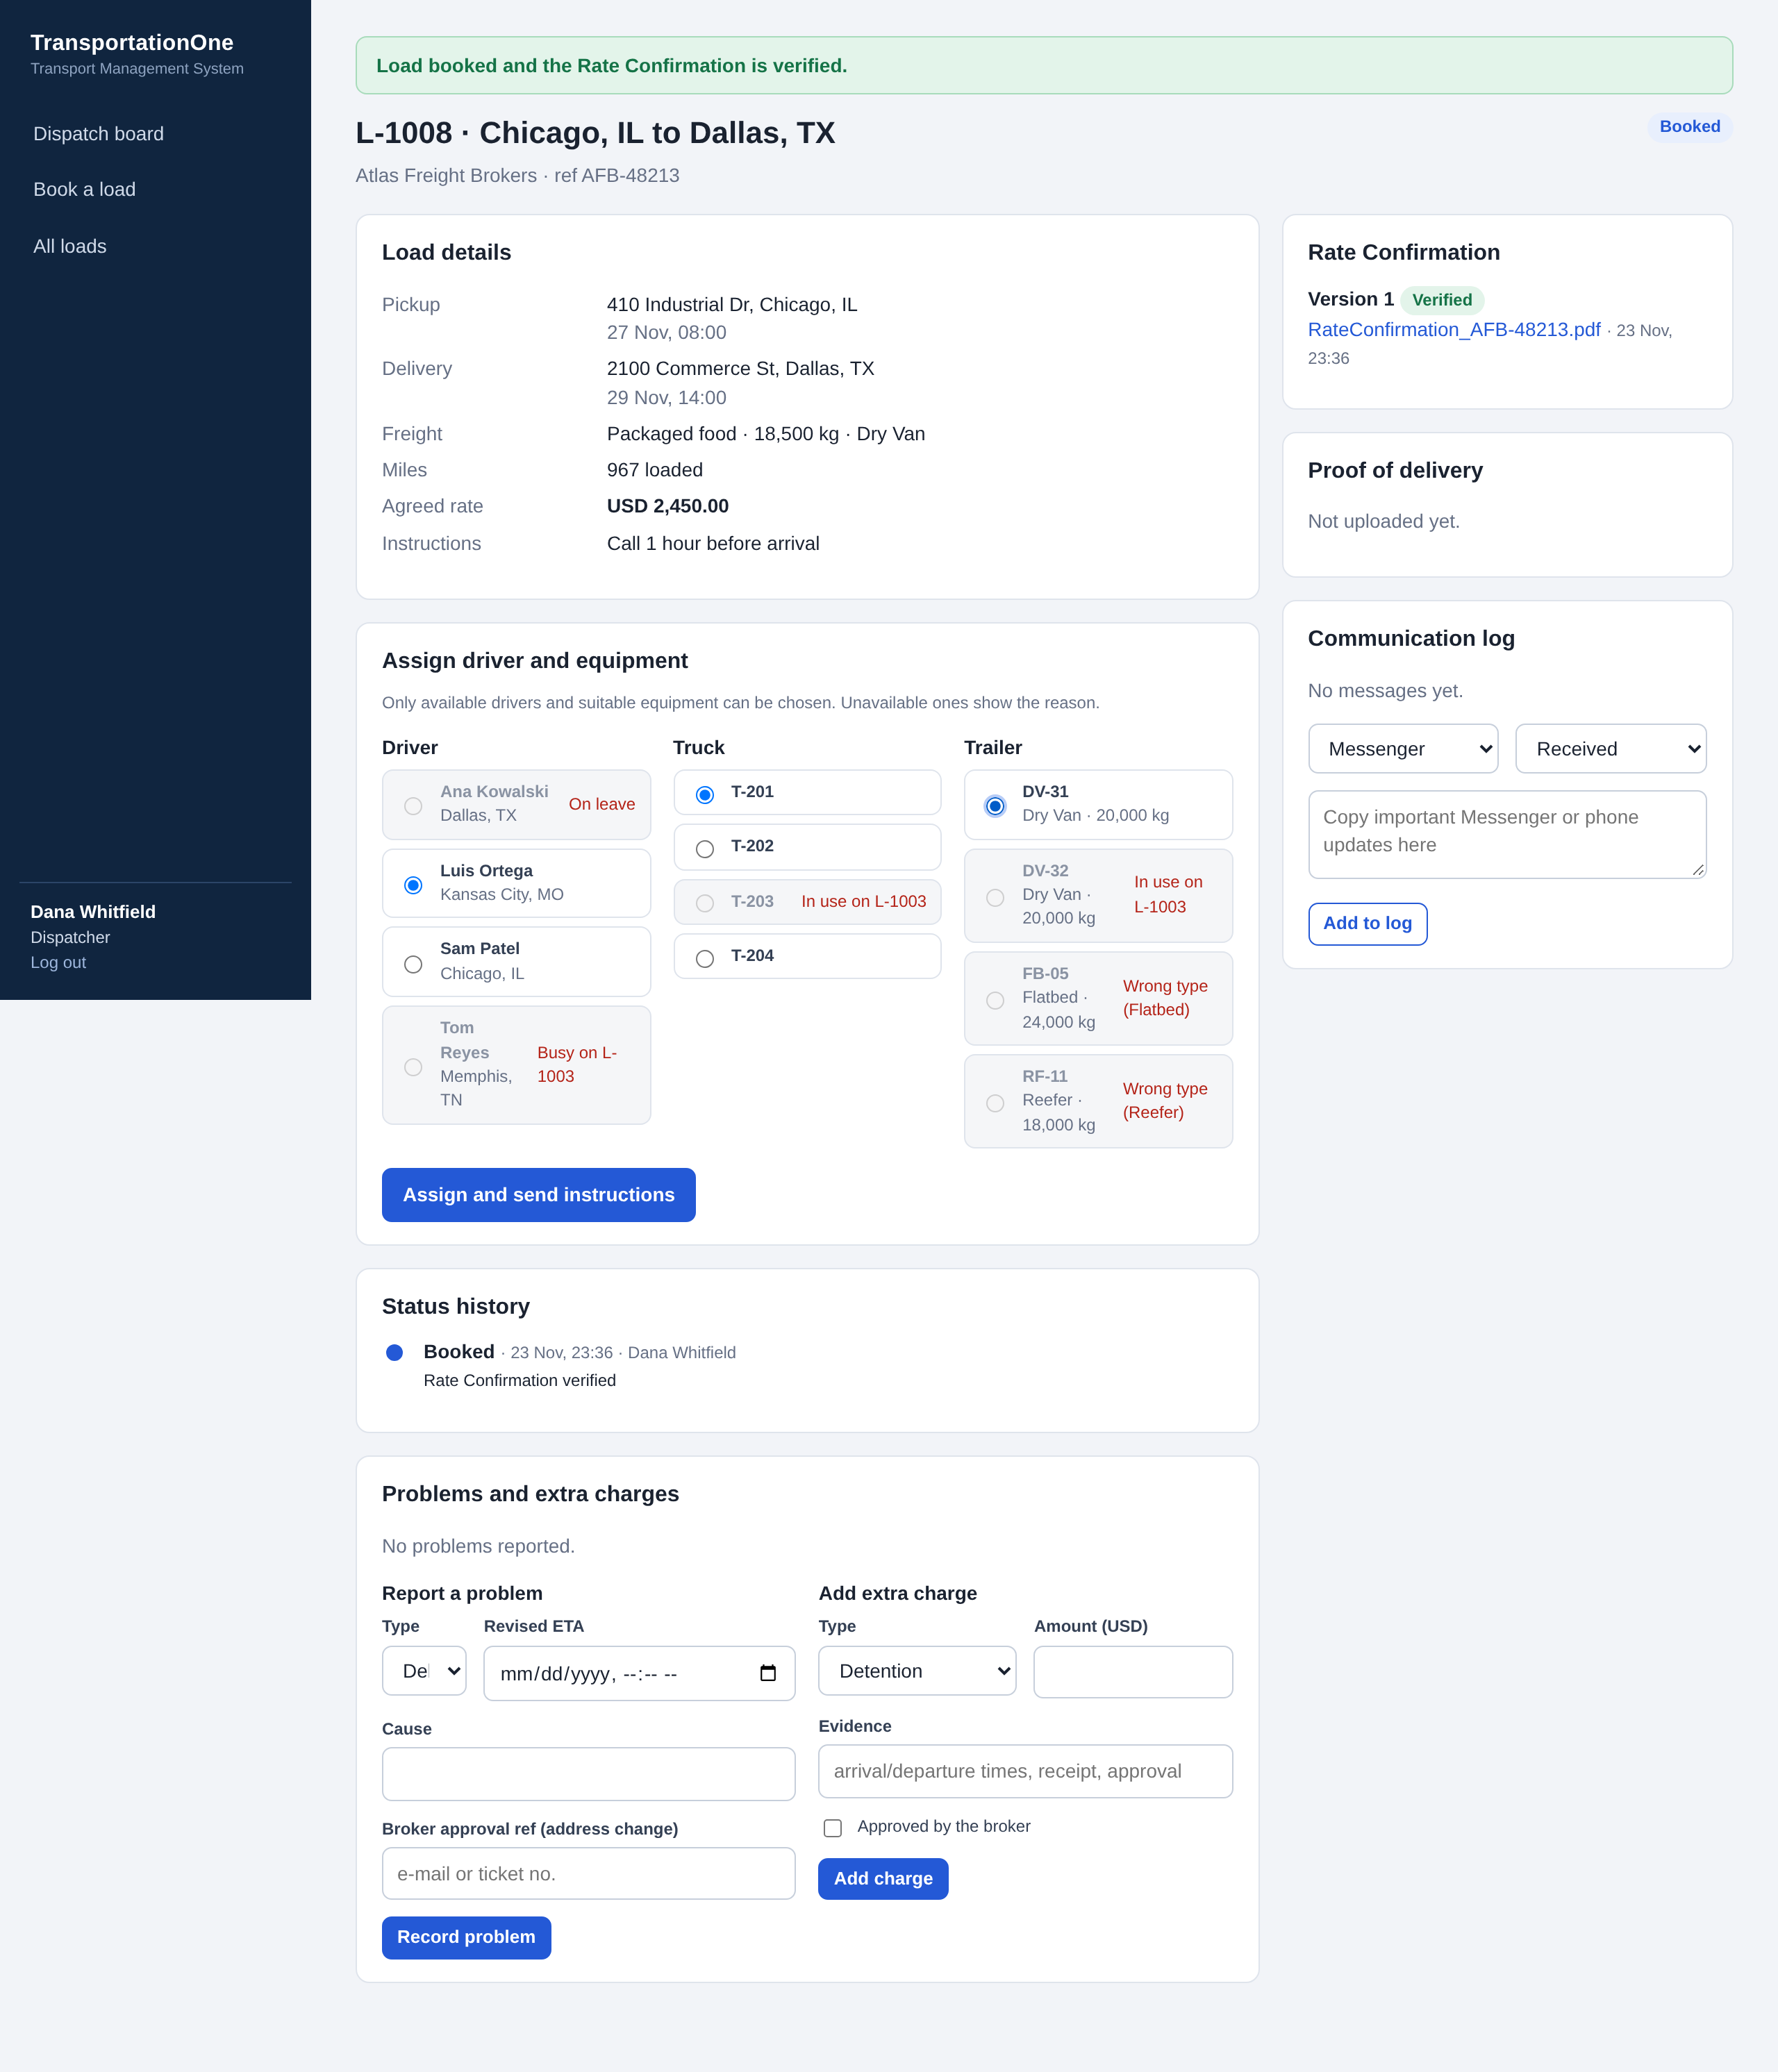 TransportationOne
Transport Management System
Dispatch board
Book a load
All loads
Dana Whitfield
Dispatcher
Log out
Load booked and the Rate Confirmation is verified.
L-1008 · Chicago, IL to Dallas, TX
Booked
Atlas Freight Brokers · ref AFB-48213
Load details
Pickup
410 Industrial Dr, Chicago, IL
27 Nov, 08:00
Delivery
2100 Commerce St, Dallas, TX
29 Nov, 14:00
Freight
Packaged food · 18,500 kg · Dry Van
Miles
967 loaded
Agreed rate
USD 2,450.00
Instructions
Call 1 hour before arrival
Assign driver and equipment
Only available drivers and suitable equipment can be chosen. Unavailable ones show the reason.
Driver
Ana Kowalski
Dallas, TX
On leave
Luis Ortega
Kansas City, MO
Sam Patel
Chicago, IL
Tom
Reyes
Memphis,
TN
Busy on L-
1003
Truck
T-201
T-202
T-203
In use on L-1003
T-204
Trailer
DV-31
Dry Van · 20,000 kg
DV-32
Dry Van ·
20,000 kg
In use on
L-1003
FB-05
Flatbed ·
24,000 kg
Wrong type
(Flatbed)
RF-11
Reefer ·
18,000 kg
Wrong type
(Reefer)
Assign and send instructions
Status history
Booked · 23 Nov, 23:36 · Dana Whitfield
Rate Confirmation verified
Problems and extra charges
No problems reported.
Report a problem
Type
Revised ETA
mm/dd/yyyy, --:-- --
Cause
Broker approval ref (address change)
e-mail or ticket no.
Record problem
Add extra charge
Type
Amount (USD)
Detention
Evidence
arrival/departure times, receipt, approval
Approved by the broker
Add charge
Rate Confirmation
Version 1 Verified
RateConfirmation_AFB-48213.pdf · 23 Nov,
23:36
Proof of delivery
Not uploaded yet.
Communication log
No messages yet.
Messenger
Received
Copy important Messenger or phone
updates here
Add to log